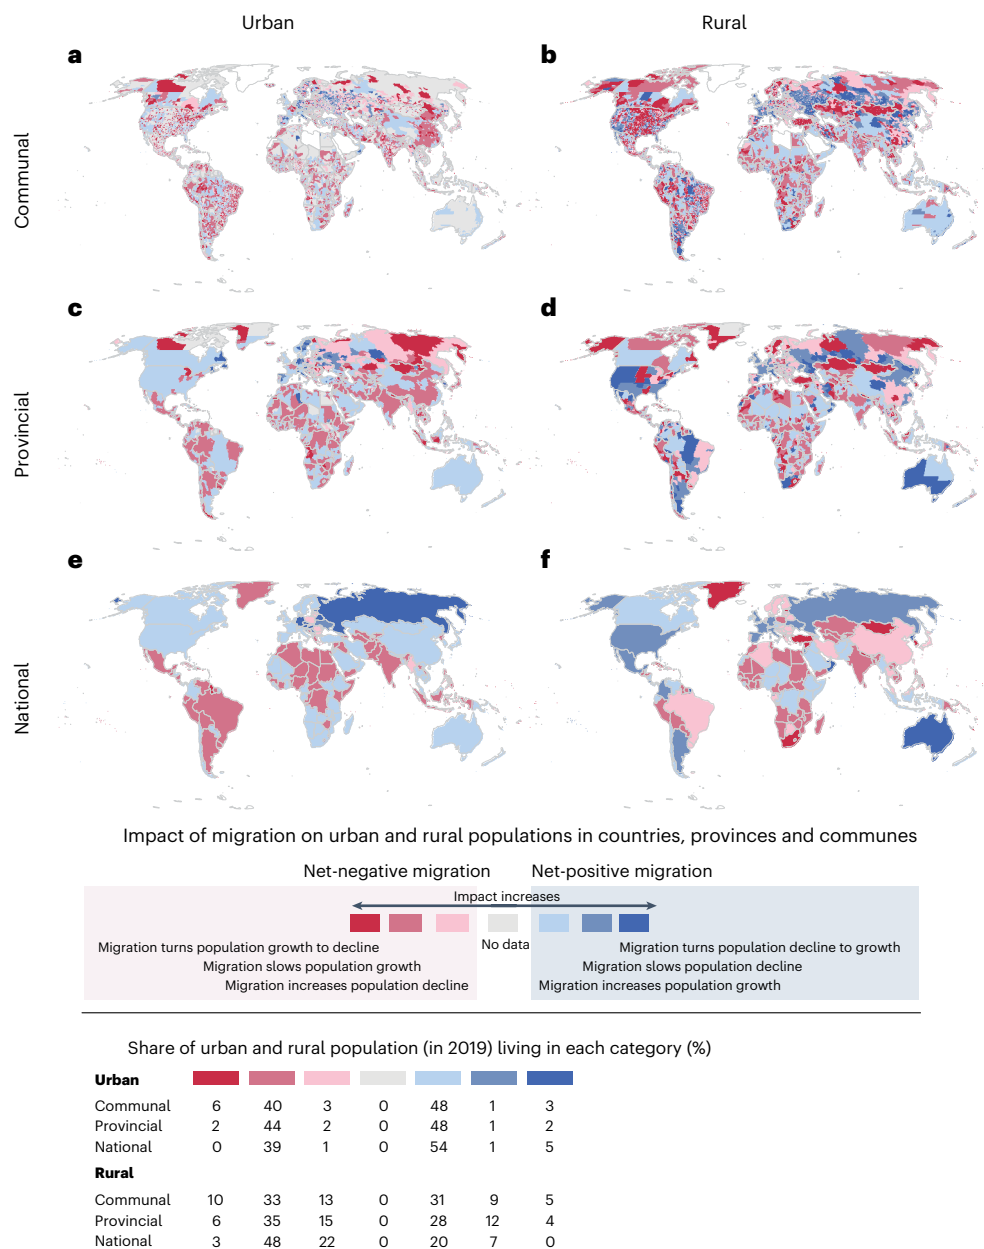 Urban
Rural
a
b
Communal
c
d
Provincial
e
f
National
Impact of migration on urban and rural populations in countries, provinces and communes
Net-negative migration
Net-positive migration
Impact increases
No data
Migration turns population growth to decline
Migration turns population decline to growth
Migration slows population growth
Migration slows population decline
Migration increases population decline
Migration increases population growth
Share of urban and rural population (in 2019) living in each category (%)
Urban
Communal 6 40 3 0 48 1 3
Provincial 2 44 2 0 48 1 2
National 0 39 1 0 54 1 5
Rural
Communal 10 33 13 0 31 9 5
Provincial 6 35 15 0 28 12 4
National 3 48 22 0 20 7 0